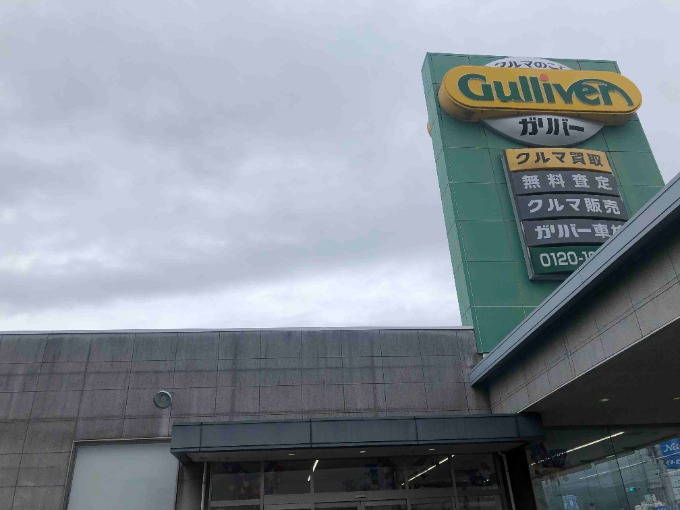 クルマのこと
Gulliver
ガリバー
クルマ買取
無料査定
クルマ販売
ガリバー車検
0120-1